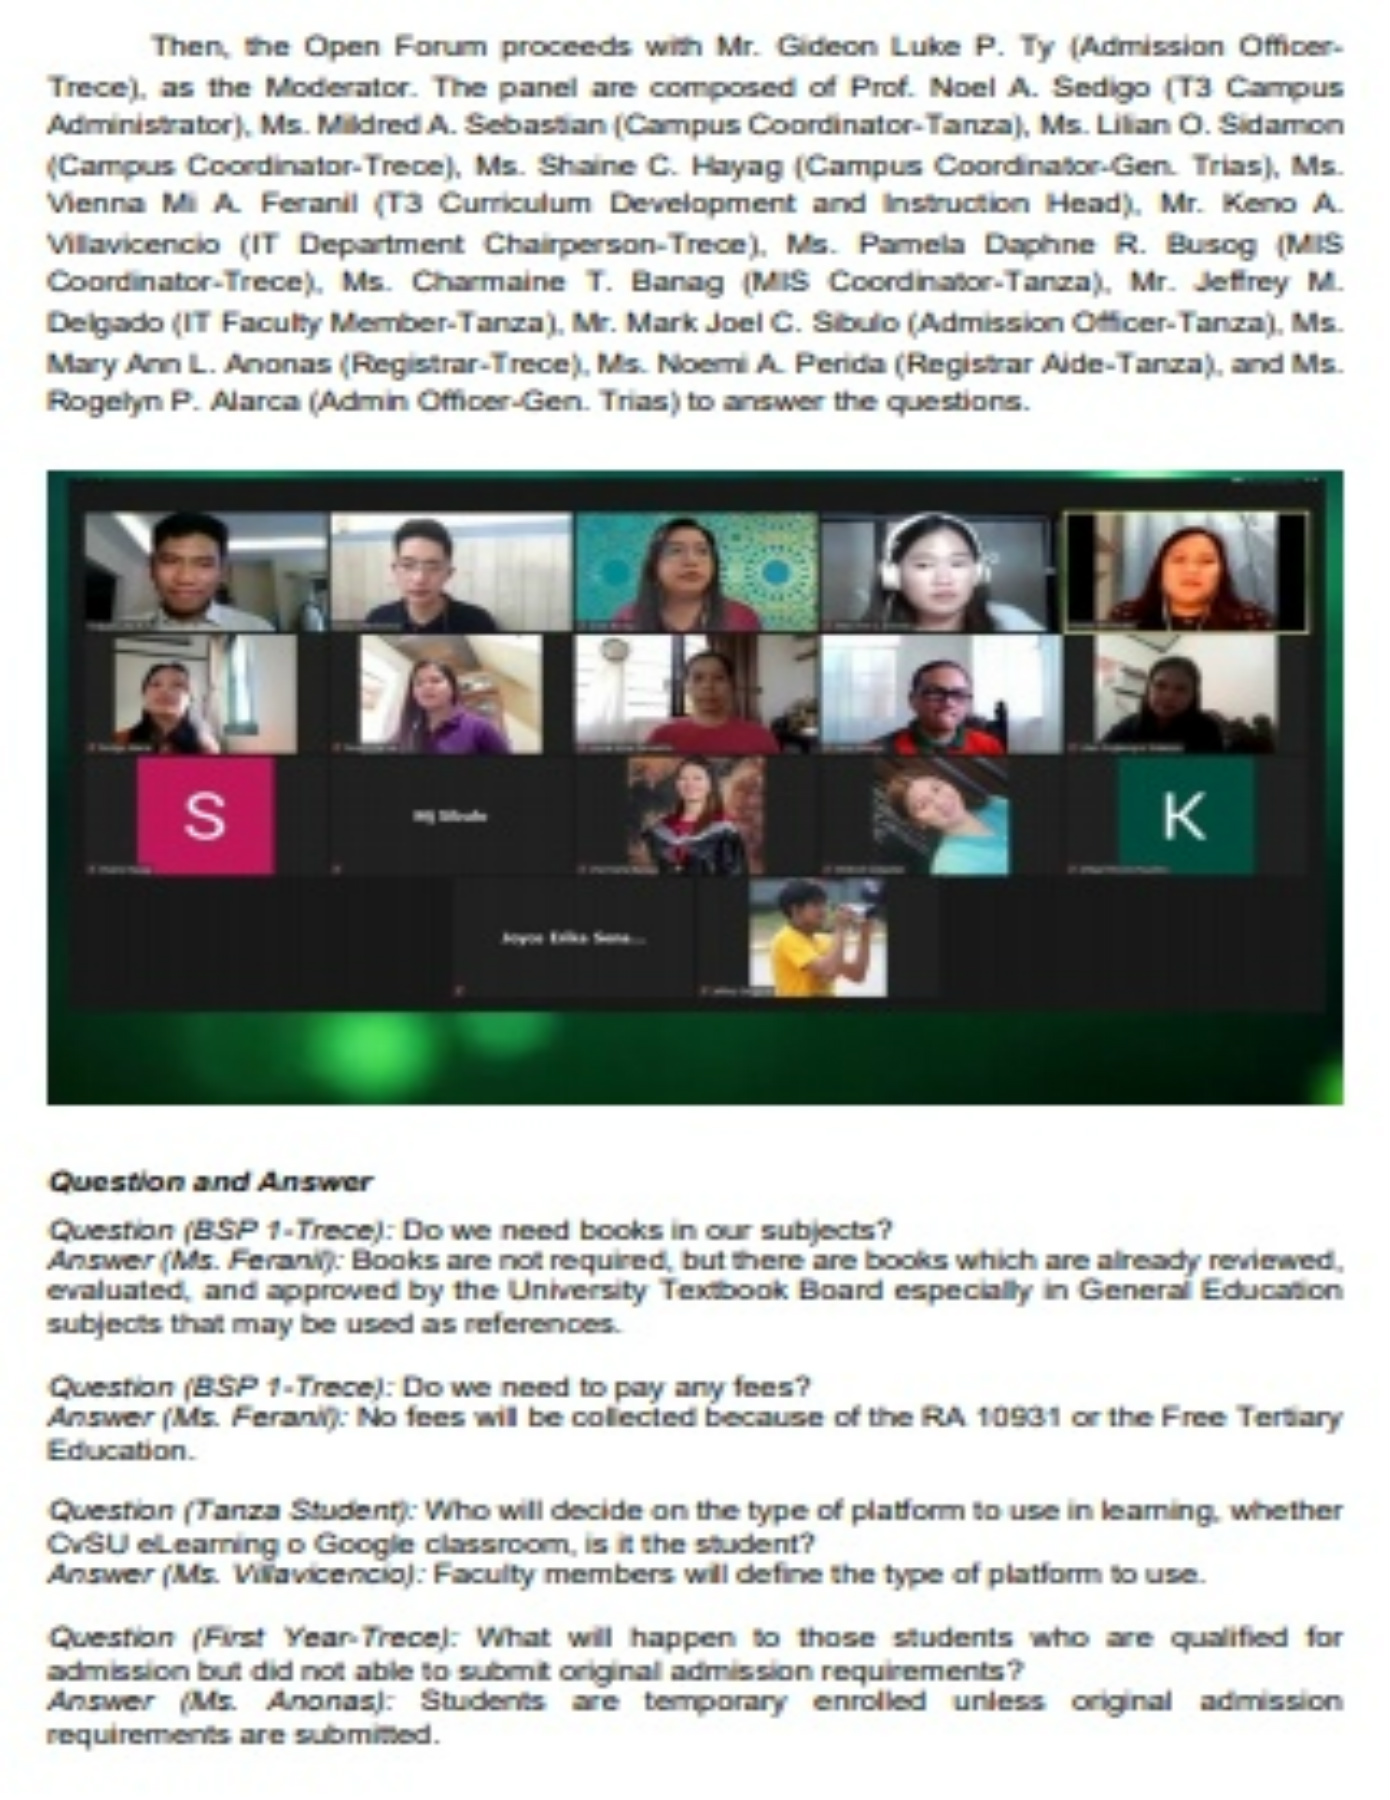 Then, the Open Forum proceeds with Mr. Gideon Luke P. Ty (Admission Officer-
Trece), as the Moderator. The panel are composed of Prof. Noel A. Sedigo (T3 Campus
Administrator), Ms. Mildred A. Sebastian (Campus Coordinator-Tanza), Ms. Lilian O. Sidamon
(Campus Coordinator-Trece), Ms. Shaine C. Hayag (Campus Coordinator-Gen. Trias), Ms.
Vienna Mi A. Feranil (T3 Curriculum Development and Instruction Head), Mr. Keno A.
Villavicencio (IT Department Chairperson-Trece), Ms. Pamela Daphne R. Busog (MIS
Coordinator-Trece), Ms. Charmaine T. Banag (MIS Coordinator-Tanza), Mr. Jeffrey M.
Delgado (IT Faculty Member-Tanza), Mr. Mark Joel C. Sibulo (Admission Officer-Tanza), Ms.
Mary Ann L. Anonas (Registrar-Trece), Ms. Noemi A. Perida (Registrar Aide-Tanza), and Ms.
Rogelyn P. Alarca (Admin Officer-Gen. Trias) to answer the questions.
S
MJ Sibulo
K
Joyce Erika Sena...
Question and Answer
Question (BSP 1-Trece): Do we need books in our subjects?
Answer (Ms. Feranil): Books are not required, but there are books which are already reviewed,
evaluated, and approved by the University Textbook Board especially in General Education
subjects that may be used as references.
Question (BSP 1-Trece): Do we need to pay any fees?
Answer (Ms. Feranil): No fees will be collected because of the RA 10931 or the Free Tertiary
Education.
Question (Tanza Student): Who will decide on the type of platform to use in learning, whether
CvSU eLearning o Google classroom, is it the student?
Answer (Ms. Villavicencio): Faculty members will define the type of platform to use.
Question (First Year-Trece): What will happen to those students who are qualified for
admission but did not able to submit original admission requirements?
Answer (Ms. Anonas): Students are temporary enrolled unless original admission
requirements are submitted.